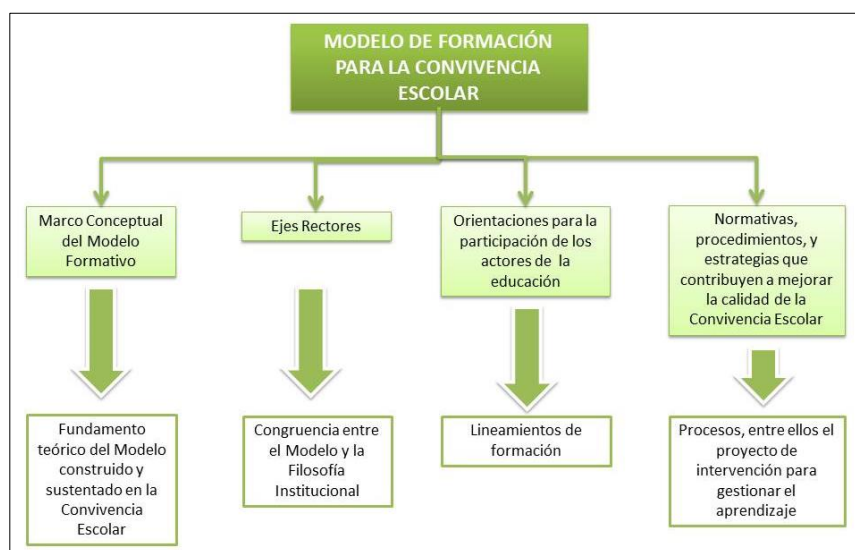 MODELO DE FORMACIÓN
PARA LA CONVIVENCIA
ESCOLAR
Marco Conceptual
del Modelo
Formativo
Ejes Rectores
Orientaciones para la
participación de los
actores de la
educación
Normativas,
procedimientos, y
estrategias que
contribuyen a mejorar
la calidad de la
Convivencia Escolar
Fundamento
teórico del Modelo
construido y
sustentado en la
Convivencia
Escolar
Congruencia entre
el Modelo y la
Filosofía
Institucional
Lineamientos de
formación
Procesos, entre ellos el
proyecto de
intervención para
gestionar el
aprendizaje